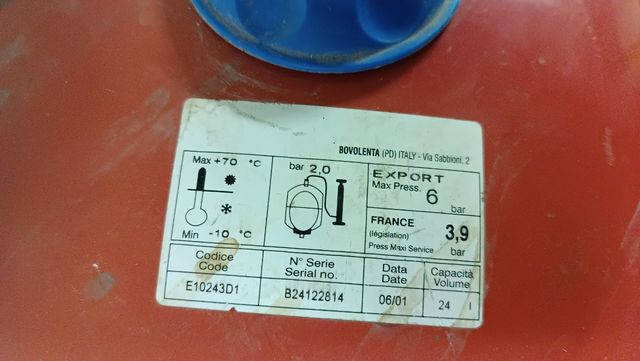 BOVOLENTA (PD) ITALY - Via Sabbioni, 2
Max +70 °C
Min -10 °C
bar 2,0
EXPORT
Max Press. 6 bar
FRANCE
(législation)
Press Maxi Service
3,9 bar
Codice
Code
E10243D1
N° Serie
Serial no.
B24122814
Data
Date
06/01
Capacità
Volume
24 l